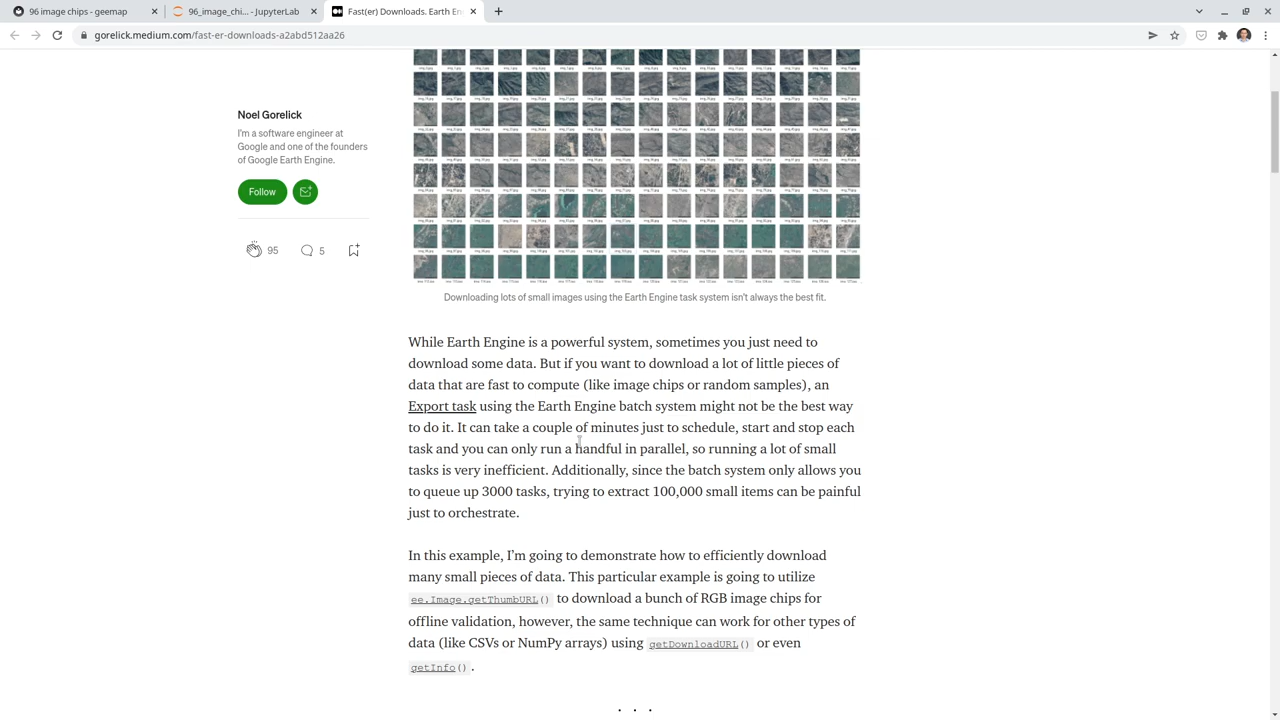 96 image chips - geemap
96_image_chi... - JupyterLab
Fast(er) Downloads. Earth En
gorelick.medium.com/fast-er-downloads-a2abd512aa26
Noel Gorelick
I'm a software engineer at
Google and one of the founders
of Google Earth Engine.
Follow
95
5
Downloading lots of small images using the Earth Engine task system isn't always the best fit.
While Earth Engine is a powerful system, sometimes you just need to
download some data. But if you want to download a lot of little pieces of
data that are fast to compute (like image chips or random samples), an
Export task using the Earth Engine batch system might not be the best way
to do it. It can take a couple of minutes just to schedule, start and stop each
task and you can only run a handful in parallel, so running a lot of small
tasks is very inefficient. Additionally, since the batch system only allows you
to queue up 3000 tasks, trying to extract 100,000 small items can be painful
just to orchestrate.
In this example, I'm going to demonstrate how to efficiently download
many small pieces of data. This particular example is going to utilize
ee.Image.getThumbURL() to download a bunch of RGB image chips for
offline validation, however, the same technique can work for other types of
data (like CSVs or NumPy arrays) using getDownloadURL() or even
getInfo().
. . .